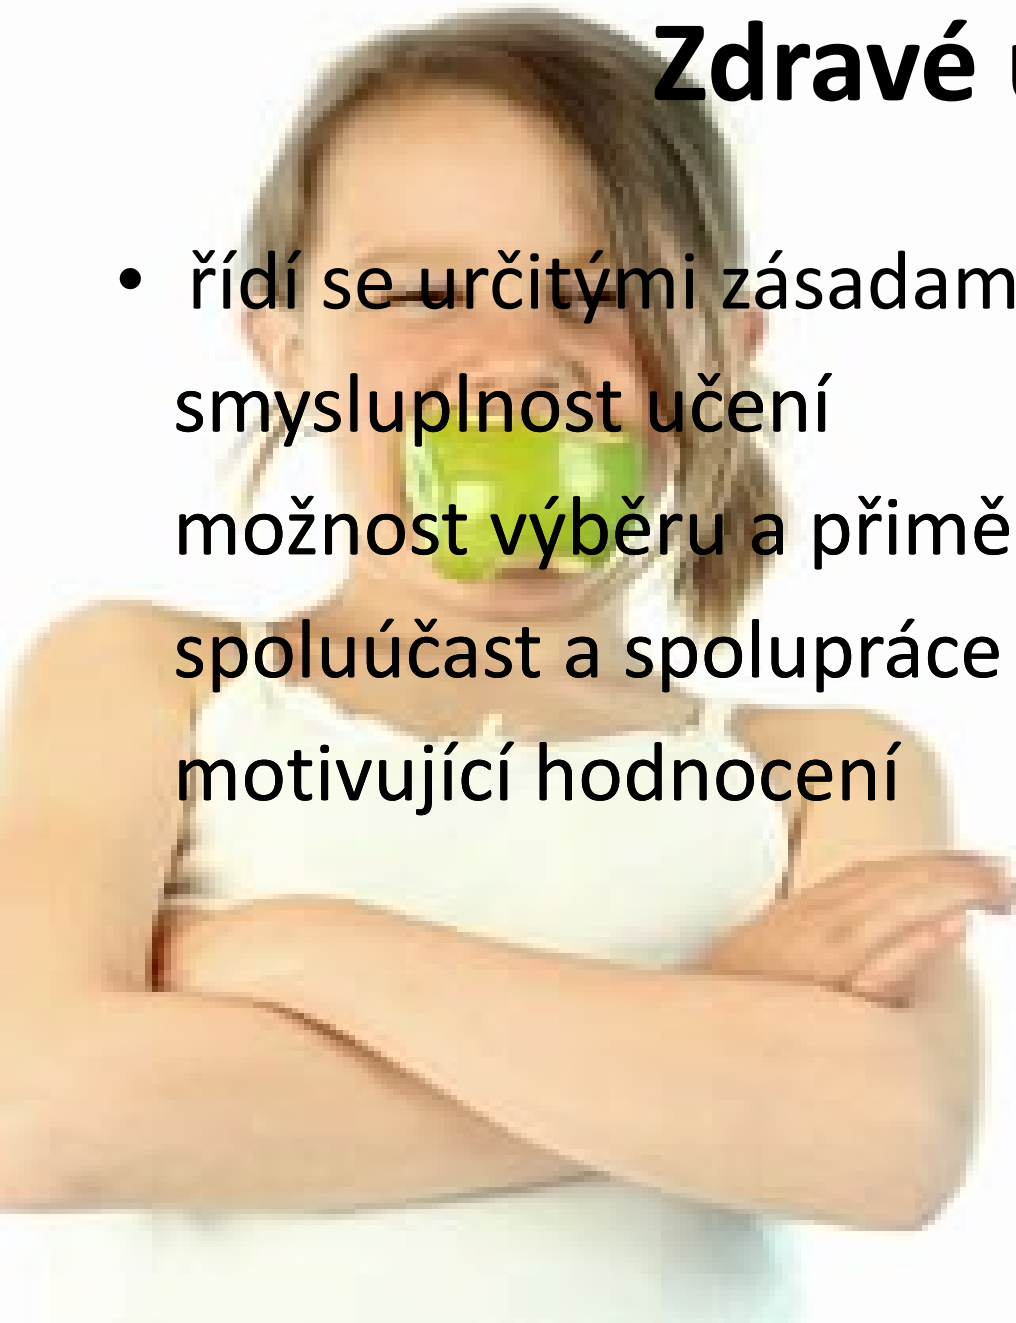 Zdravé
• řídí se určitými zásadam
smysluplnost učení
možnost výběru a přimě
spoluúčast a spolupráce
motivující hodnocení